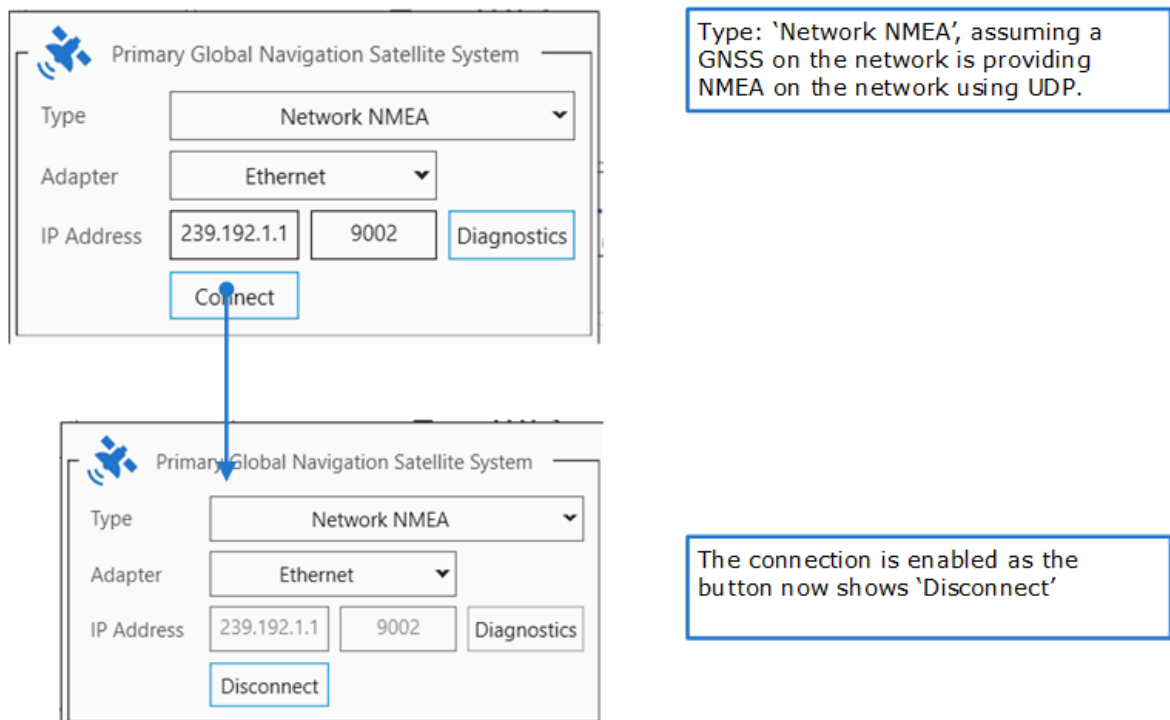 Primary Global Navigation Satellite System
Type
Network NMEA
Adapter
Ethernet
IP Address
239.192.1.1
9002
Diagnostics
Connect
Type: ‘Network NMEA’, assuming a
GNSS on the network is providing
NMEA on the network using UDP.
Primary Global Navigation Satellite System
Type
Network NMEA
Adapter
Ethernet
IP Address
239.192.1.1
9002
Diagnostics
Disconnect
The connection is enabled as the
button now shows ‘Disconnect’